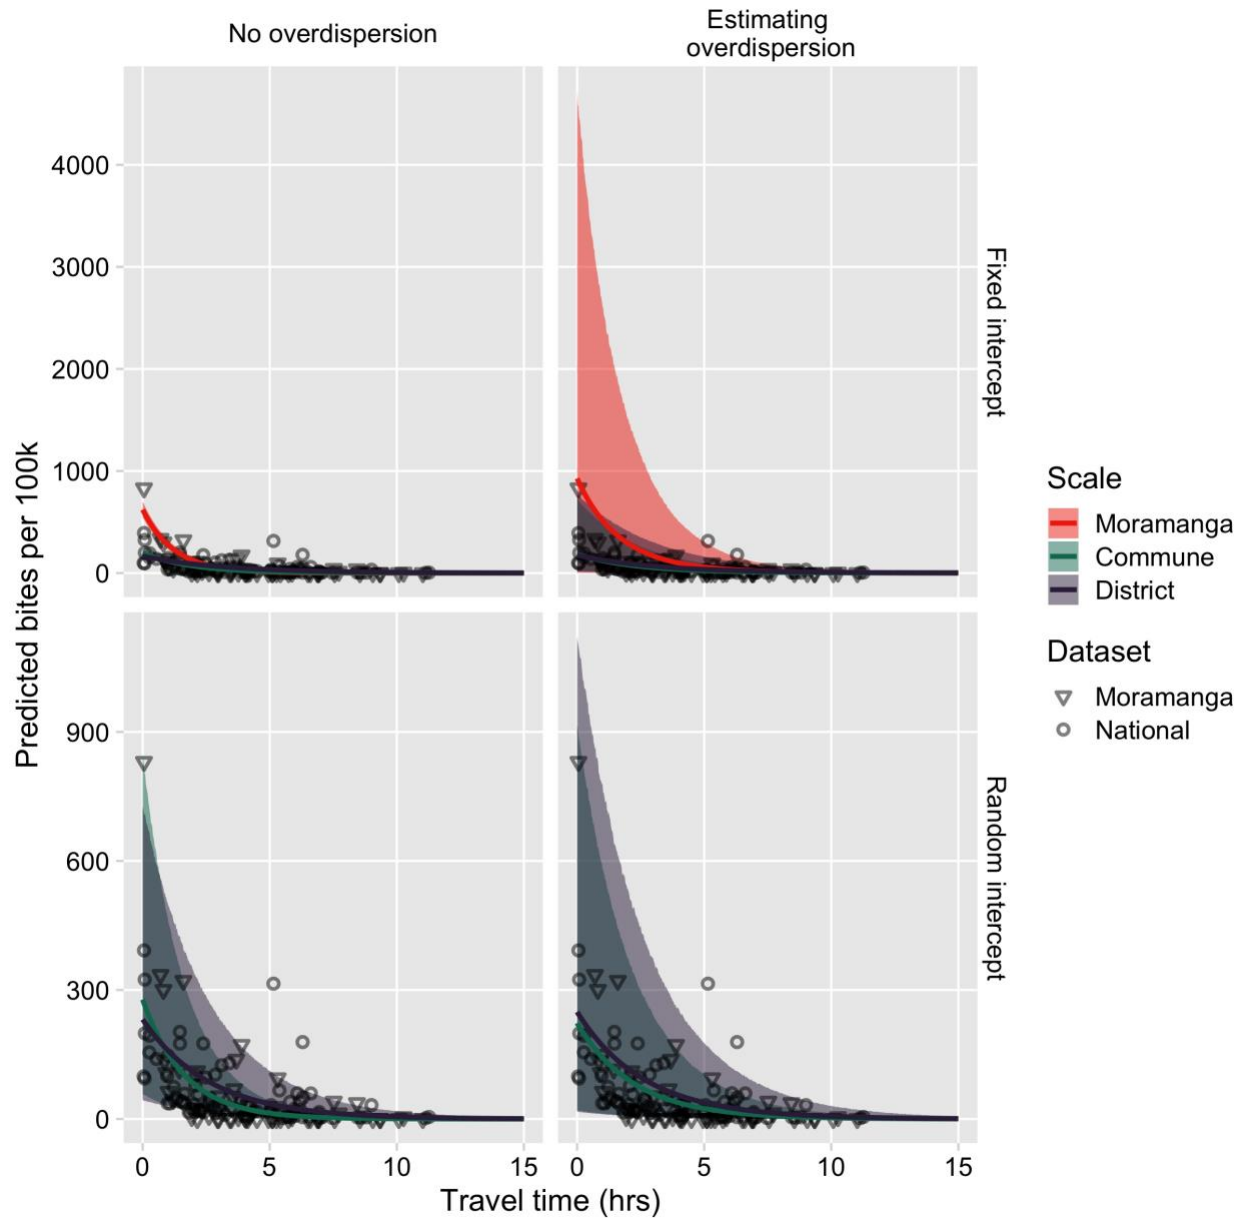 No overdispersion
Estimating
overdispersion
4000
3000
2000
1000
0
Fixed intercept
900
600
300
0
Random intercept
Predicted bites per 100k
0 5 10 15
0 5 10 15
Travel time (hrs)
Scale
Moramanga
Commune
District
Dataset
Moramanga
National